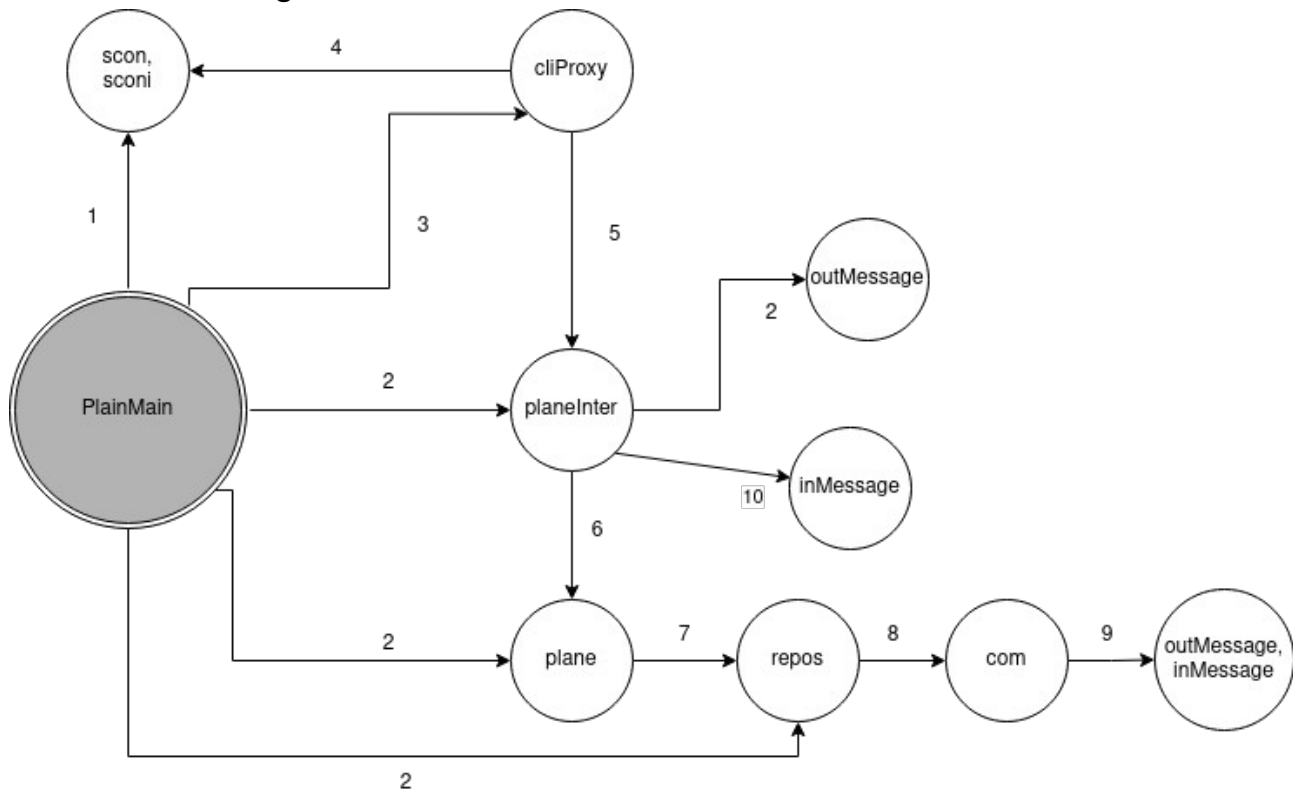 scon,
sconi
4
cliProxy
1
3
5
outMessage
2
PlainMain
2
planeInter
10
inMessage
6
2
plane
7
repos
8
com
9
outMessage,
inMessage
2